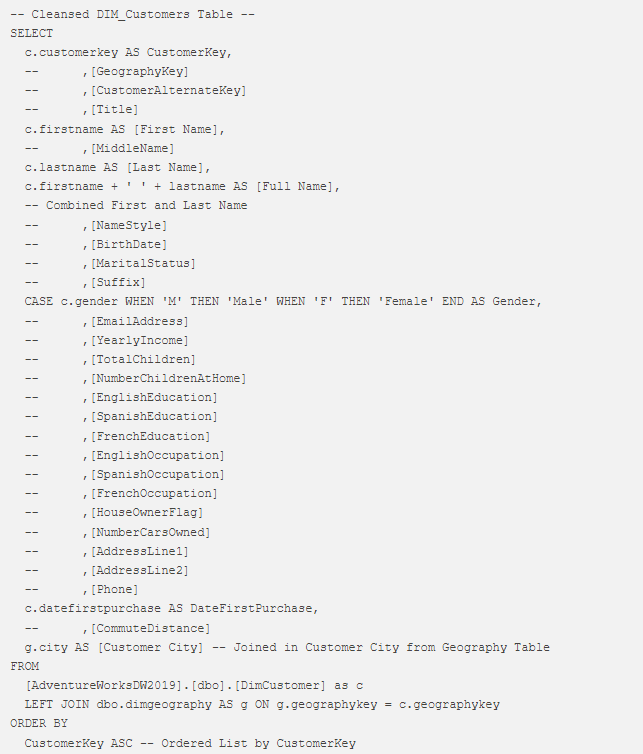 -- Cleansed DIM_Customers Table --
SELECT
  c.customerkey AS CustomerKey,
  --      ,[GeographyKey]
  --      ,[CustomerAlternateKey]
  --      ,[Title]
  c.firstname AS [First Name],
  --      ,[MiddleName]
  c.lastname AS [Last Name],
  c.firstname + ' ' + lastname AS [Full Name],
  -- Combined First and Last Name
  --      ,[NameStyle]
  --      ,[BirthDate]
  --      ,[MaritalStatus]
  --      ,[Suffix]
  CASE c.gender WHEN 'M' THEN 'Male' WHEN 'F' THEN 'Female' END AS Gender,
  --      ,[EmailAddress]
  --      ,[YearlyIncome]
  --      ,[TotalChildren]
  --      ,[NumberChildrenAtHome]
  --      ,[EnglishEducation]
  --      ,[SpanishEducation]
  --      ,[FrenchEducation]
  --      ,[EnglishOccupation]
  --      ,[SpanishOccupation]
  --      ,[FrenchOccupation]
  --      ,[HouseOwnerFlag]
  --      ,[NumberCarsOwned]
  --      ,[AddressLine1]
  --      ,[AddressLine2]
  --      ,[Phone]
  c.datefirstpurchase AS DateFirstPurchase,
  --      ,[CommuteDistance]
  g.city AS [Customer City] -- Joined in Customer City from Geography Table
FROM
  [AdventureWorksDW2019].[dbo].[DimCustomer] as c
  LEFT JOIN dbo.dimgeography AS g ON g.geographykey = c.geographykey
ORDER BY
  CustomerKey ASC -- Ordered List by CustomerKey